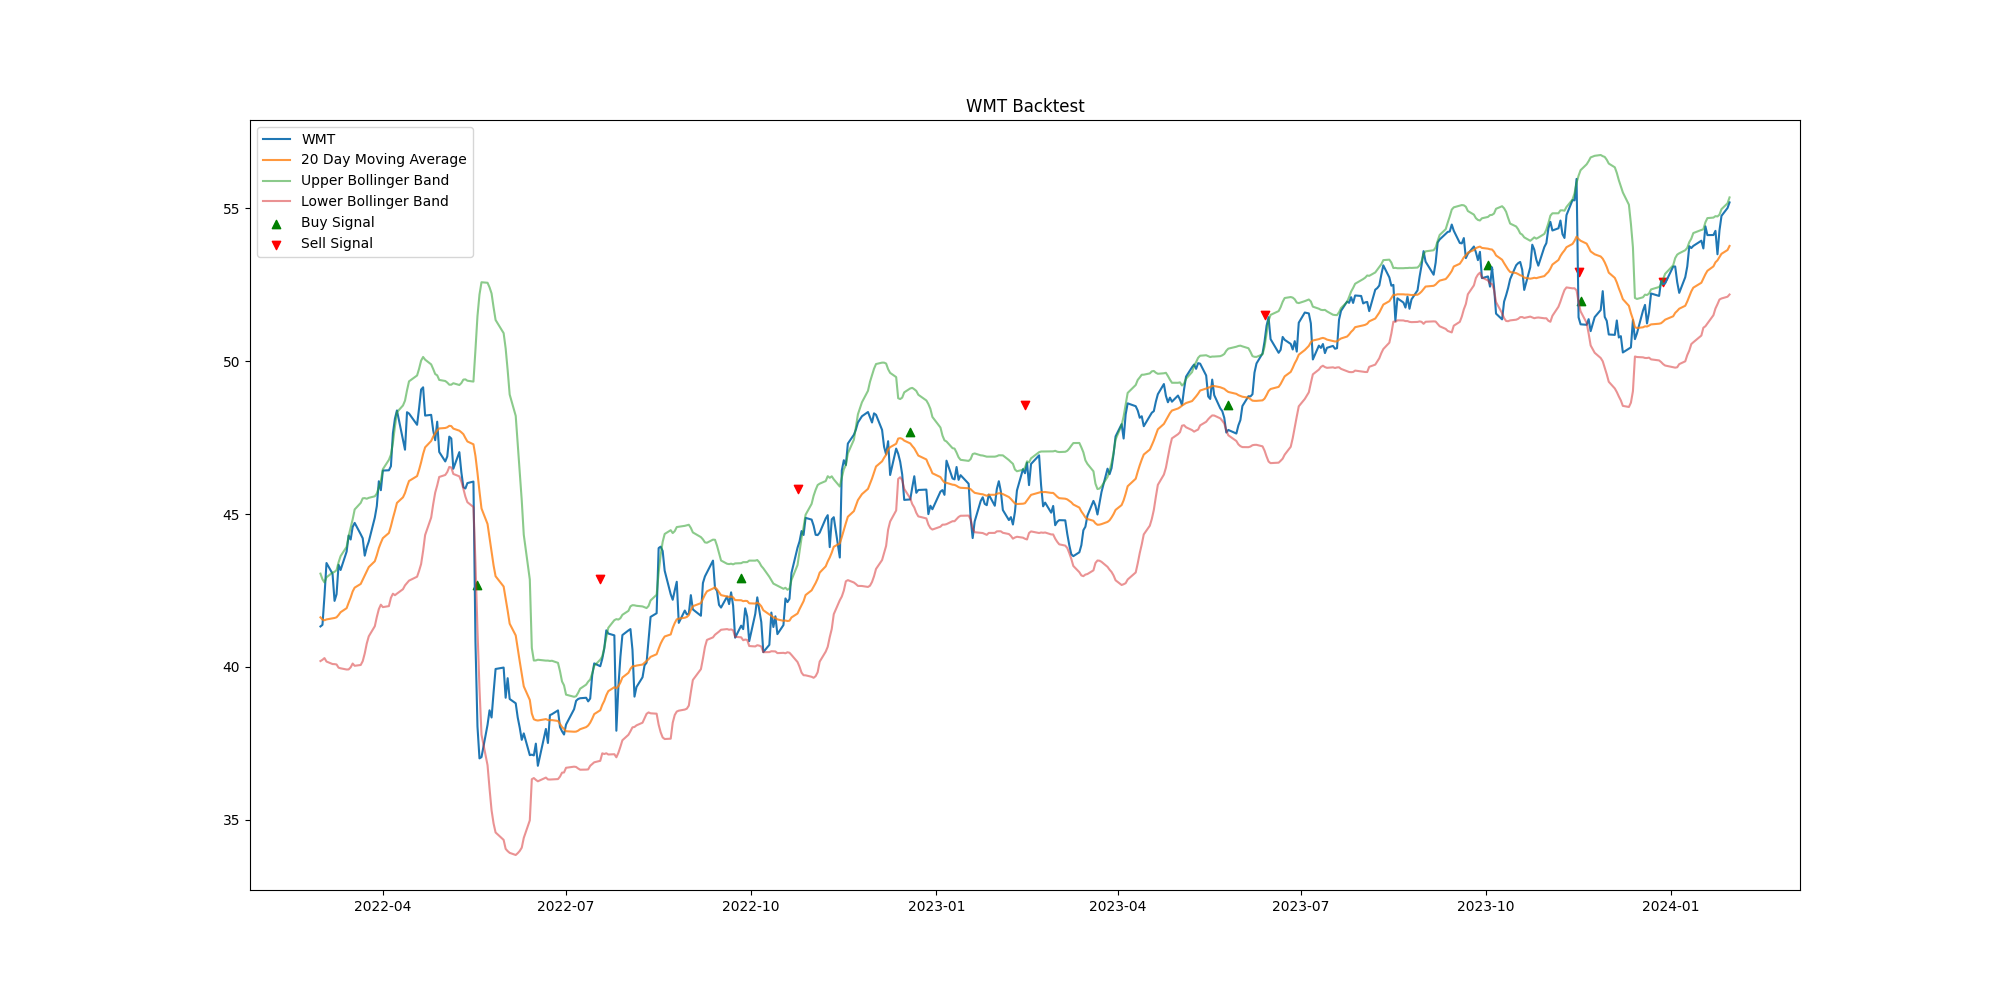 WMT Backtest
WMT
20 Day Moving Average
Upper Bollinger Band
Lower Bollinger Band
Buy Signal
Sell Signal
55
50
45
40
35
2022-04 2022-07 2022-10 2023-01 2023-04 2023-07 2023-10 2024-01